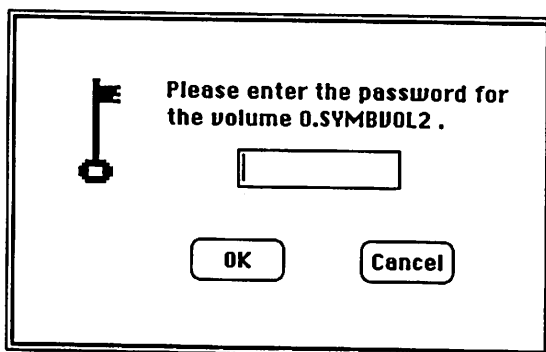 Please enter the password for
the volume 0.SYMBVOL2 .
OK
Cancel